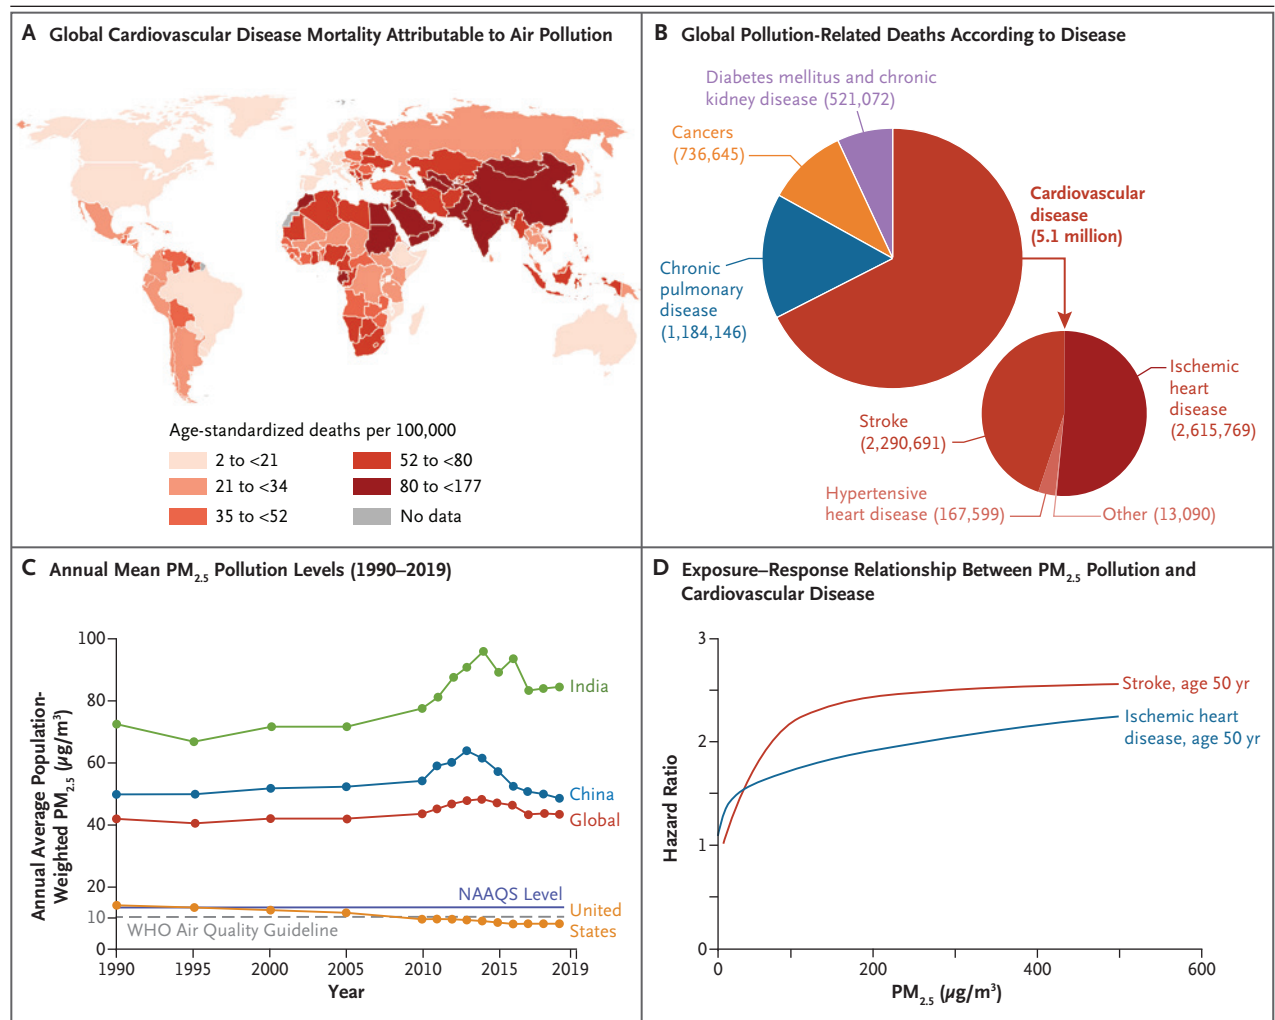 A Global Cardiovascular Disease Mortality Attributable to Air Pollution
Age-standardized deaths per 100,000
2 to <21
21 to <34
35 to <52
52 to <80
80 to <177
No data
B Global Pollution-Related Deaths According to Disease
Diabetes mellitus and chronic
kidney disease (521,072)
Cancers
(736,645)
Chronic
pulmonary
disease
(1,184,146)
Cardiovascular
disease
(5.1 million)
Ischemic
heart
disease
(2,615,769)
Stroke
(2,290,691)
Hypertensive
heart disease (167,599)
Other (13,090)
C Annual Mean PM2.5 Pollution Levels (1990–2019)
Annual Average Population-
Weighted PM2.5 (µg/m³)
100
80
60
40
20
10
0
India
China
Global
NAAQS Level
United
States
WHO Air Quality Guideline
1990
1995
2000
2005
2010
2015
2019
Year
D Exposure–Response Relationship Between PM2.5 Pollution and
Cardiovascular Disease
Hazard Ratio
3
2
1
0
Stroke, age 50 yr
Ischemic heart
disease, age 50 yr
0
200
400
600
PM2.5 (µg/m³)